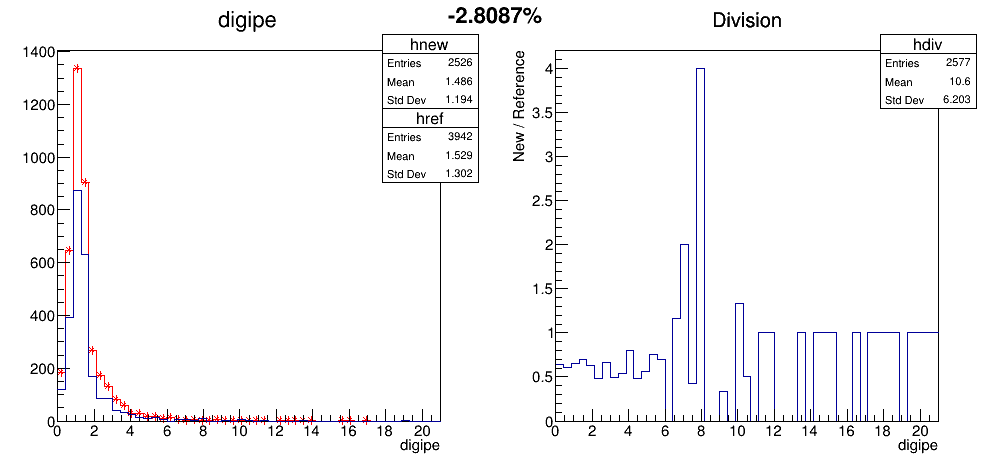 -2.8087%
digipe
hnew
Entries 2526
Mean 1.486
Std Dev 1.194
href
Entries 3942
Mean 1.529
Std Dev 1.302
1400
1200
1000
800
600
400
200
0
0 2 4 6 8 10 12 14 16 18 20
digipe
Division
hdiv
Entries 2577
Mean 10.6
Std Dev 6.203
New / Reference
4
3.5
3
2.5
2
1.5
1
0.5
0
0 2 4 6 8 10 12 14 16 18 20
digipe